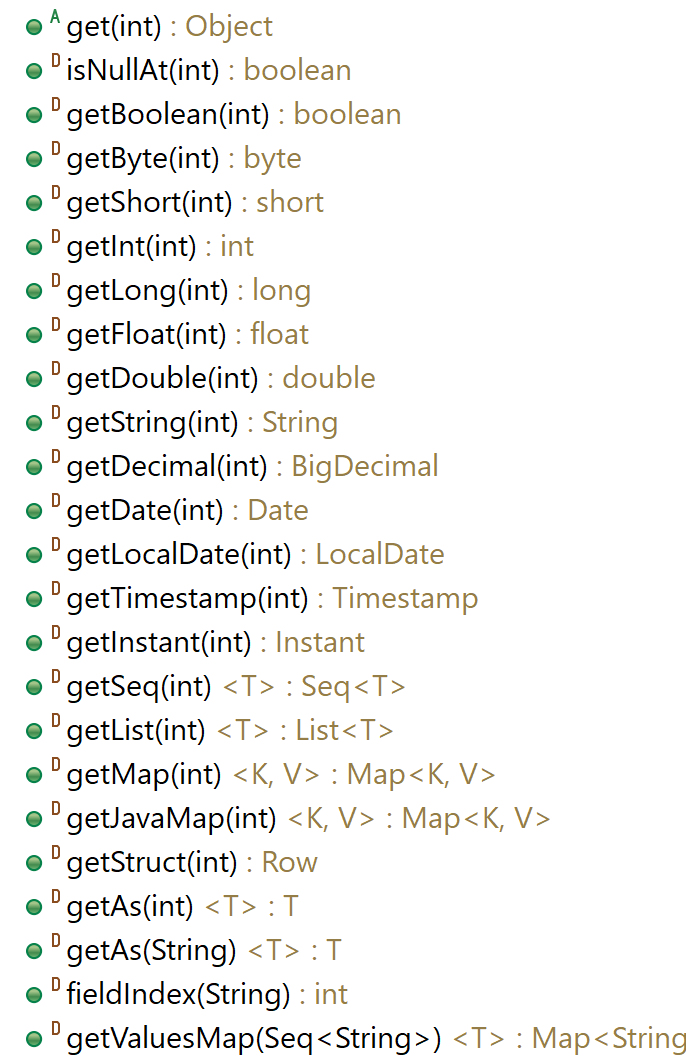 A get(int) : Object
D isNullAt(int) : boolean
D getBoolean(int) : boolean
D getByte(int) : byte
D getShort(int) : short
D getInt(int) : int
D getLong(int) : long
D getFloat(int) : float
D getDouble(int) : double
D getString(int) : String
D getDecimal(int) : BigDecimal
D getDate(int) : Date
D getLocalDate(int) : LocalDate
D getTimestamp(int) : Timestamp
D getInstant(int) : Instant
D getSeq(int) <T> : Seq<T>
D getList(int) <T> : List<T>
D getMap(int) <K, V> : Map<K, V>
D getJavaMap(int) <K, V> : Map<K, V>
D getStruct(int) : Row
D getAs(int) <T> : T
D getAs(String) <T> : T
D fieldIndex(String) : int
D getValuesMap(Seq<String>) <T> : Map<String